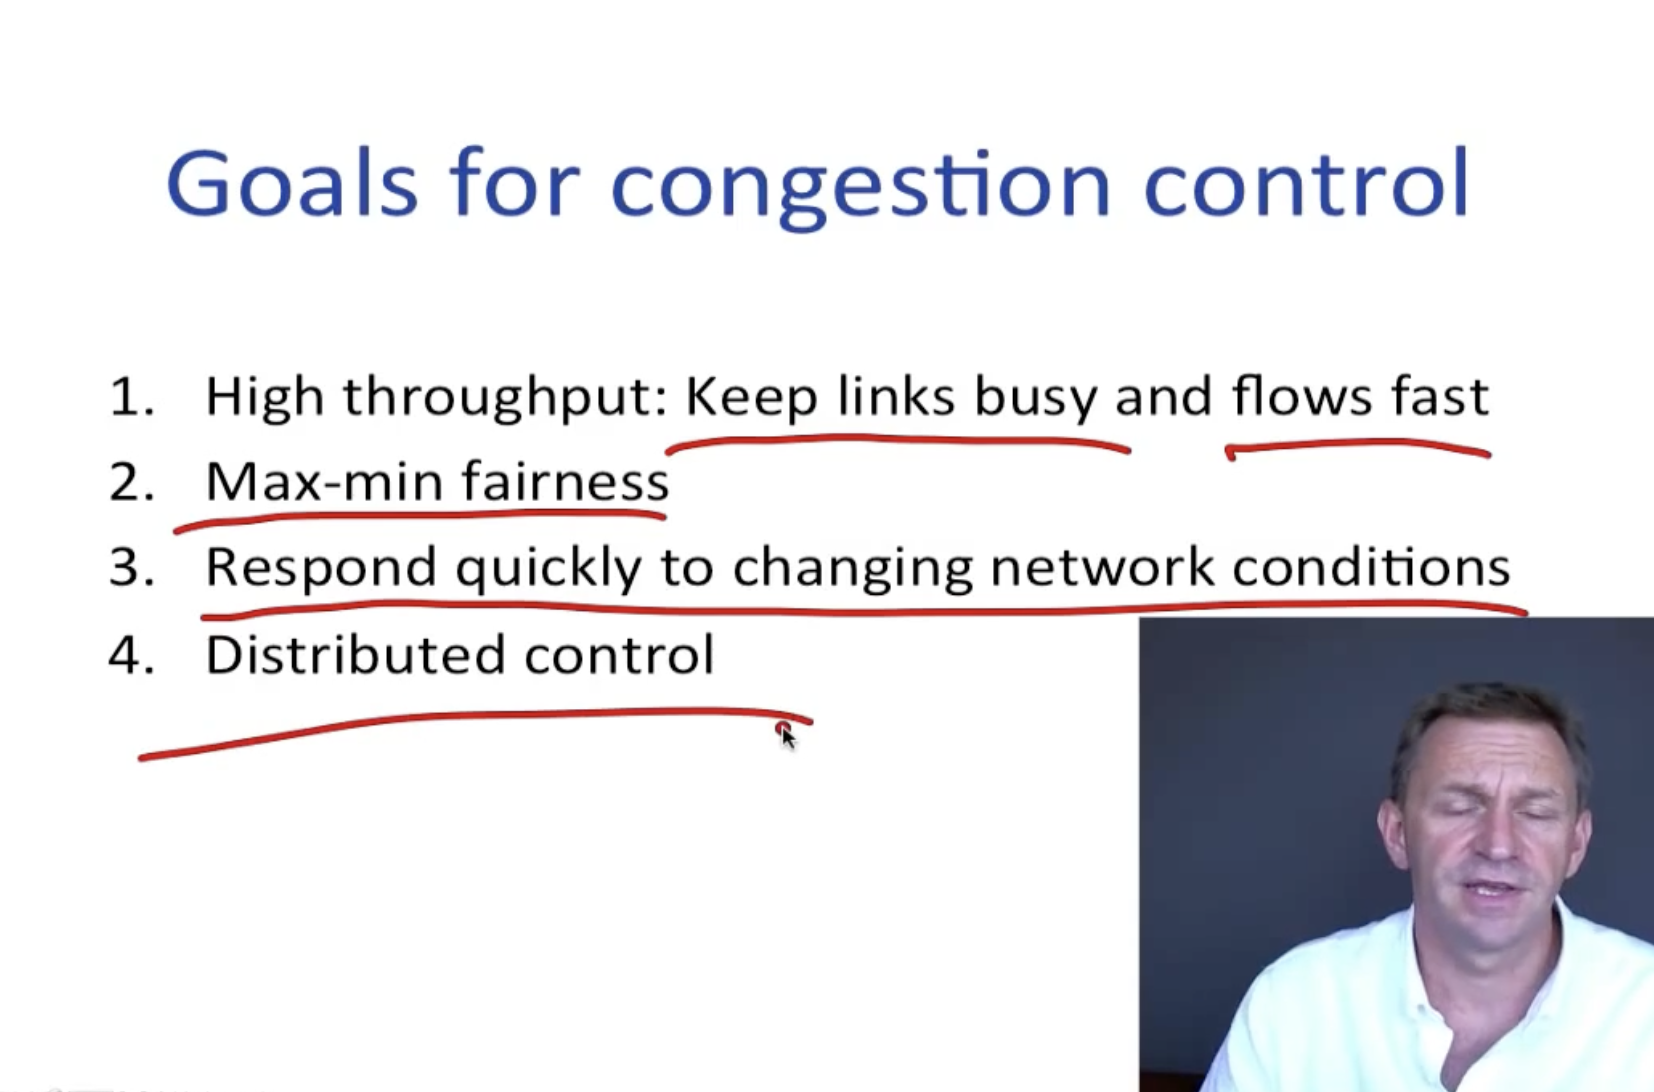 Goals for congestion control
1. High throughput: Keep links busy and flows fast
2. Max-min fairness
3. Respond quickly to changing network conditions
4. Distributed control